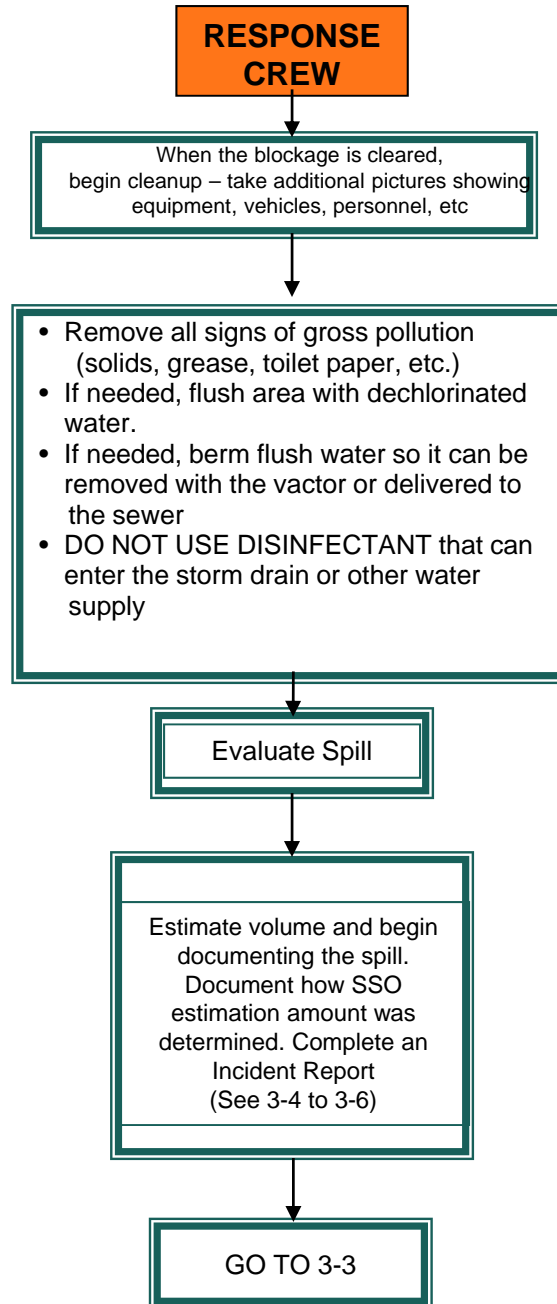 RESPONSE
CREW
When the blockage is cleared,
begin cleanup – take additional pictures showing
equipment, vehicles, personnel, etc
• Remove all signs of gross pollution
(solids, grease, toilet paper, etc.)
• If needed, flush area with dechlorinated
water.
• If needed, berm flush water so it can be
removed with the vactor or delivered to
the sewer
• DO NOT USE DISINFECTANT that can
enter the storm drain or other water
supply
Evaluate Spill
Estimate volume and begin
documenting the spill.
Document how SSO
estimation amount was
determined. Complete an
Incident Report
(See 3-4 to 3-6)
GO TO 3-3